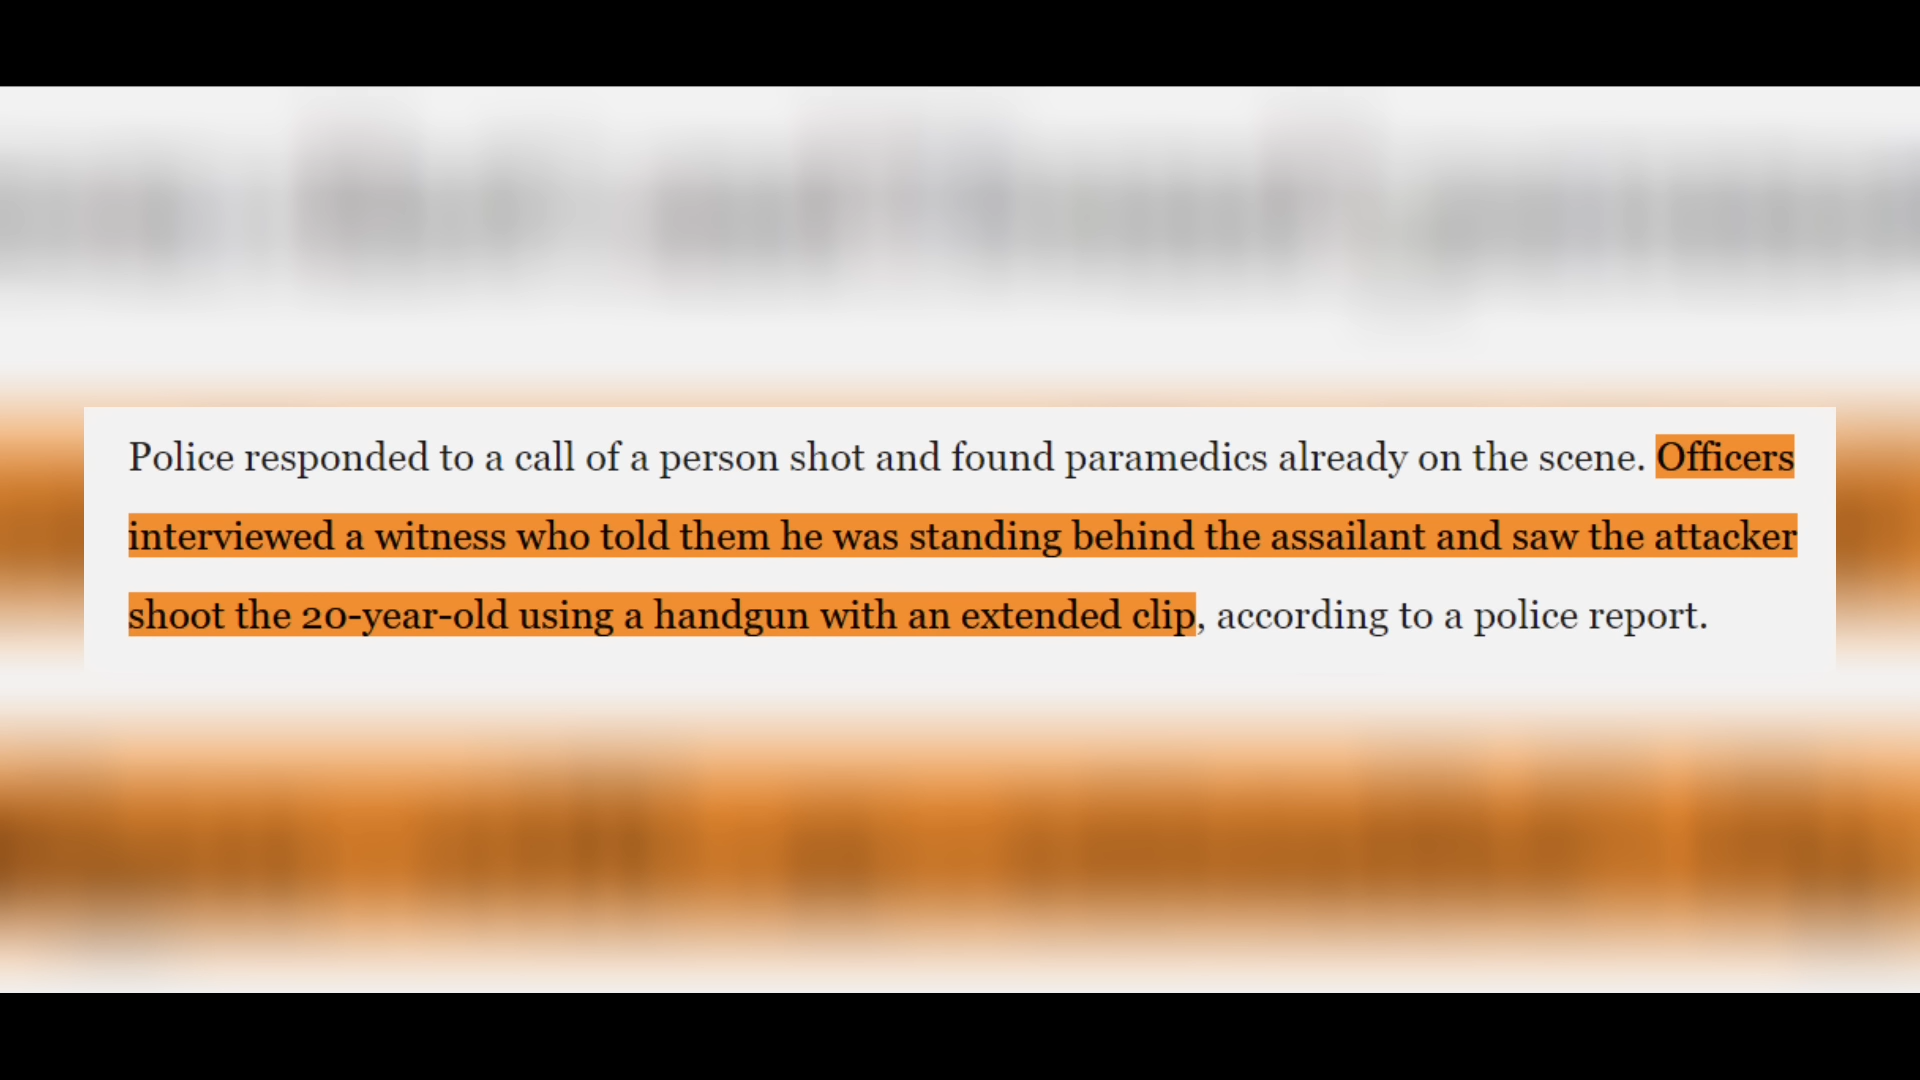 Police responded to a call of a person shot and found paramedics already on the scene. Officers
interviewed a witness who told them he was standing behind the assailant and saw the attacker
shoot the 20-year-old using a handgun with an extended clip, according to a police report.